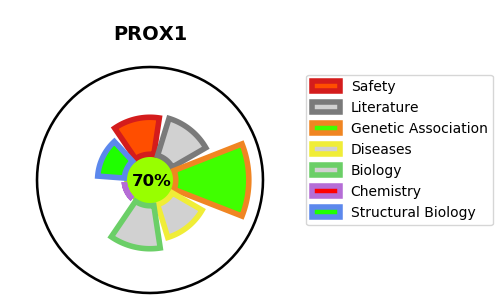 PROX1
70%
Safety
Literature
Genetic Association
Diseases
Biology
Chemistry
Structural Biology